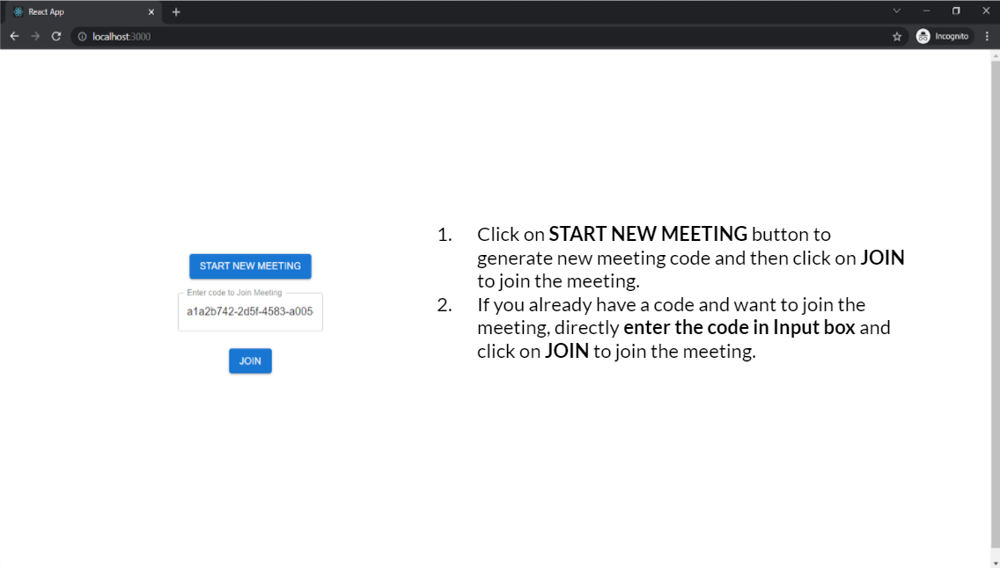 React App
localhost:3000
Incognito
START NEW MEETING
Enter code to Join Meeting
a1a2b742-2d5f-4583-a005
JOIN
1. Click on START NEW MEETING button to
generate new meeting code and then click on JOIN
to join the meeting.
2. If you already have a code and want to join the
meeting, directly enter the code in Input box and
click on JOIN to join the meeting.